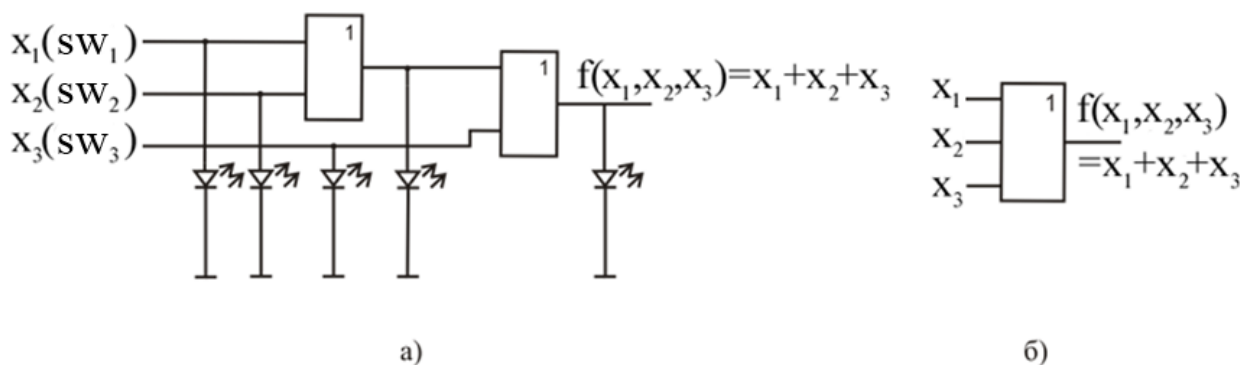 x₁(sw₁)
x₂(sw₂)
x₃(sw₃)
1
1
f(x₁,x₂,x₃)=x₁+x₂+x₃
а)
x₁
x₂
x₃
1
f(x₁,x₂,x₃)
=x₁+x₂+x₃
б)